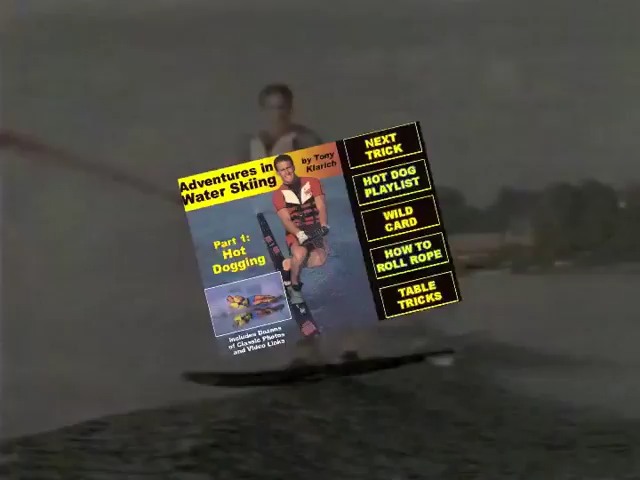 Adventures in
Water Skiing
by Tony
Klarich
Part 1:
Hot
Dogging
Includes Dozens
of Classic Photos
and Video Links
NEXT
TRICK
HOT DOG
PLAYLIST
WILD
CARD
HOW TO
ROLL ROPE
TABLE
TRICKS